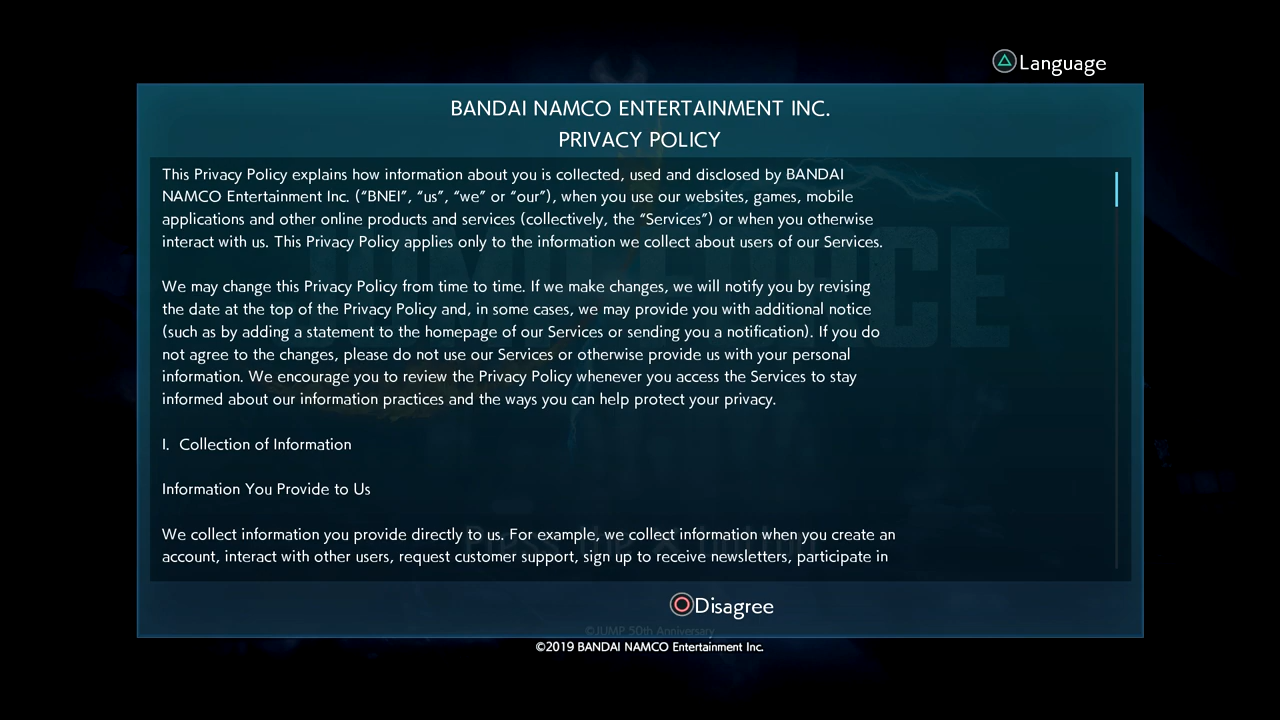 Language
BANDAI NAMCO ENTERTAINMENT INC.
PRIVACY POLICY
This Privacy Policy explains how information about you is collected, used and disclosed by BANDAI
NAMCO Entertainment Inc. (“BNEI”, “us”, “we” or “our”), when you use our websites, games, mobile
applications and other online products and services (collectively, the “Services”) or when you otherwise
interact with us. This Privacy Policy applies only to the information we collect about users of our Services.
We may change this Privacy Policy from time to time. If we make changes, we will notify you by revising
the date at the top of the Privacy Policy and, in some cases, we may provide you with additional notice
(such as by adding a statement to the homepage of our Services or sending you a notification). If you do
not agree to the changes, please do not use our Services or otherwise provide us with your personal
information. We encourage you to review the Privacy Policy whenever you access the Services to stay
informed about our information practices and the ways you can help protect your privacy.
I. Collection of Information
Information You Provide to Us
We collect information you provide directly to us. For example, we collect information when you create an
account, interact with other users, request customer support, sign up to receive newsletters, participate in
Disagree
©JUMP 50th Anniversary
©2019 BANDAI NAMCO Entertainment Inc.
JUMP FORCE